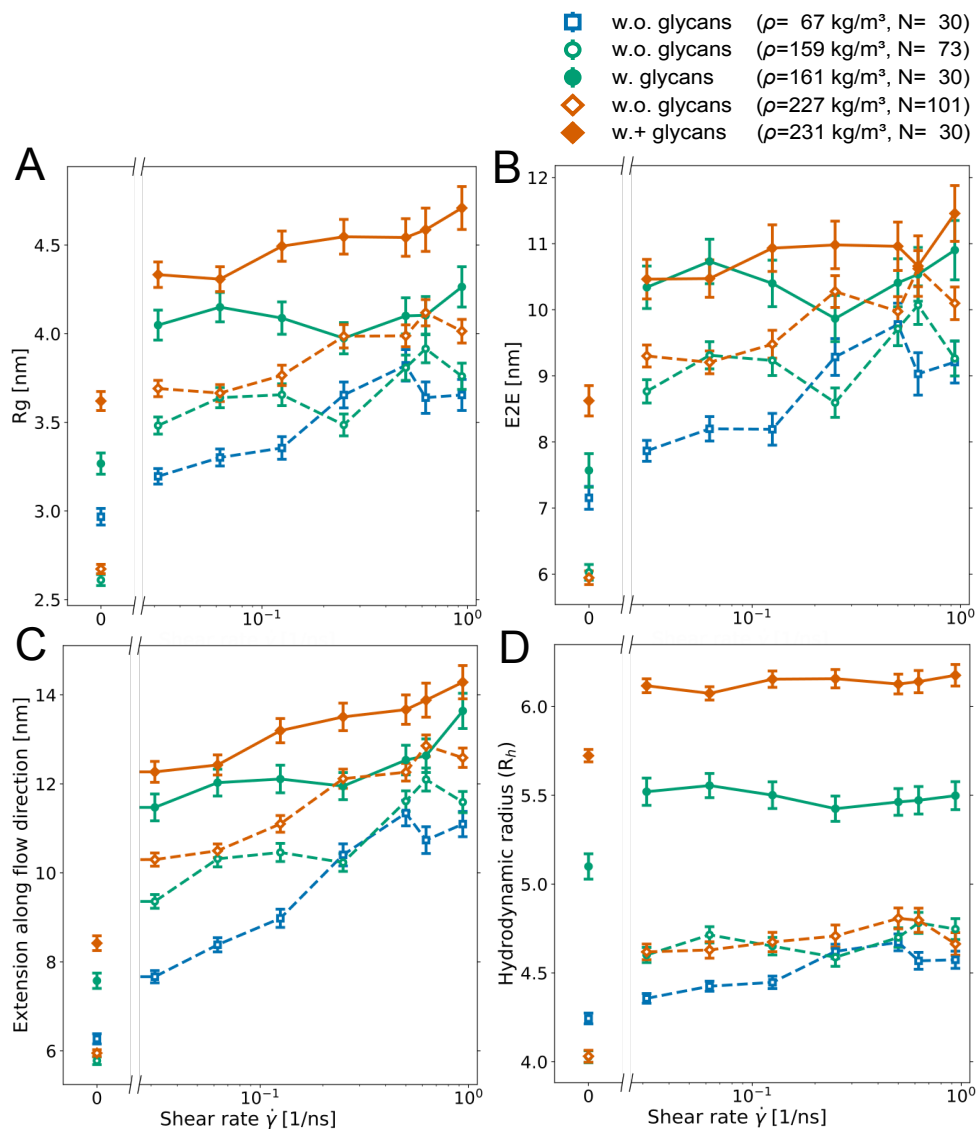 w.o. glycans (ρ= 67 kg/m³, N= 30)
w.o. glycans (ρ=159 kg/m³, N= 73)
w. glycans (ρ=161 kg/m³, N= 30)
w.o. glycans (ρ=227 kg/m³, N=101)
w.+ glycans (ρ=231 kg/m³, N= 30)
A
Rg [nm]
4.5
4.0
3.5
3.0
2.5
0
10⁻¹
10⁰
B
E2E [nm]
12
11
10
9
8
7
6
0
10⁻¹
10⁰
C
Extension along flow direction [nm]
14
12
10
8
6
0
10⁻¹
10⁰
Shear rate γ̇ [1/ns]
D
Hydrodynamic radius (Rₕ)
6.0
5.5
5.0
4.5
4.0
0
10⁻¹
10⁰
Shear rate γ̇ [1/ns]